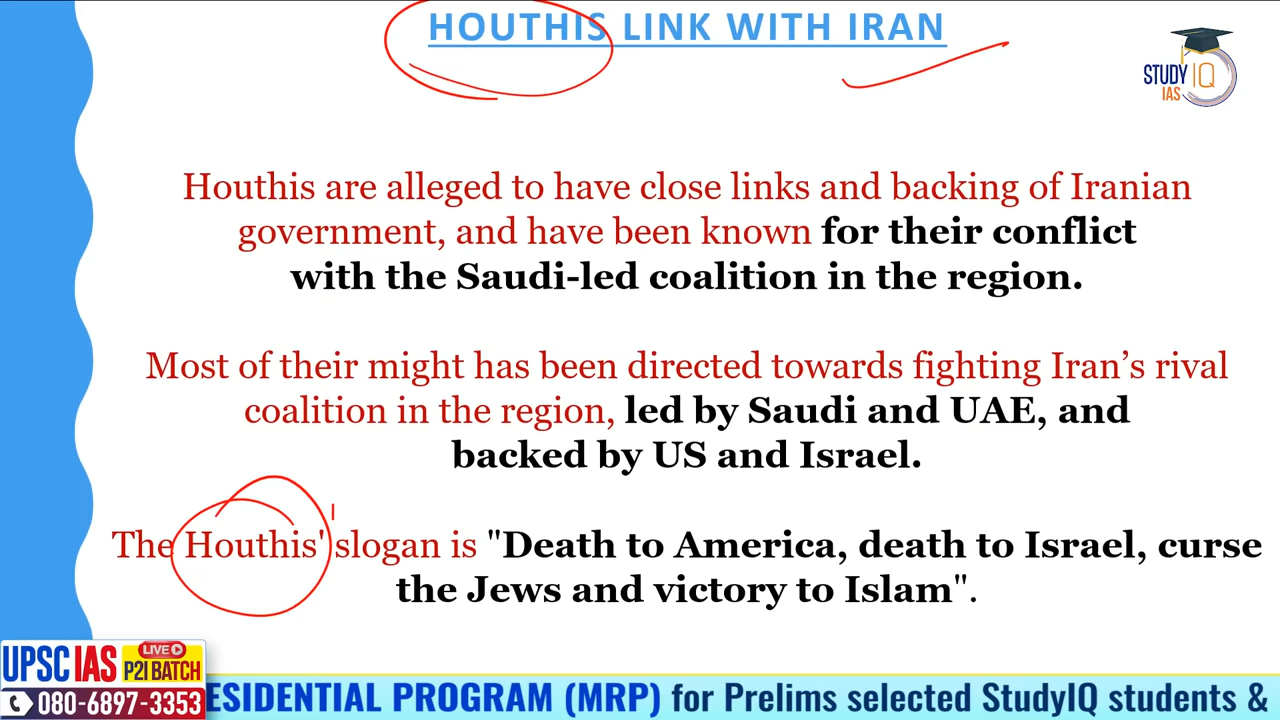 HOUTHIS LINK WITH IRAN
STUDY IQ
IAS
Houthis are alleged to have close links and backing of Iranian
government, and have been known for their conflict
with the Saudi-led coalition in the region.
Most of their might has been directed towards fighting Iran’s rival
coalition in the region, led by Saudi and UAE, and
backed by US and Israel.
The Houthis' slogan is "Death to America, death to Israel, curse
the Jews and victory to Islam".
UPSC IAS LIVE
P2I BATCH
080-6897-3353
ESIDENTIAL PROGRAM (MRP) for Prelims selected StudyIQ students &